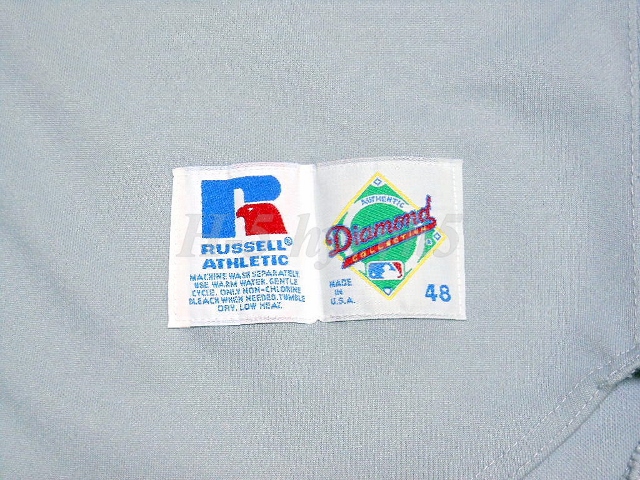 RUSSELL®
ATHLETIC
MACHINE WASH SEPARATELY.
USE WARM WATER. GENTLE
CYCLE. ONLY NON-CHLORINE
BLEACH WHEN NEEDED. TUMBLE
DRY. LOW HEAT.
AUTHENTIC
Diamond
COLLECTION
MADE
IN
U.S.A.
48